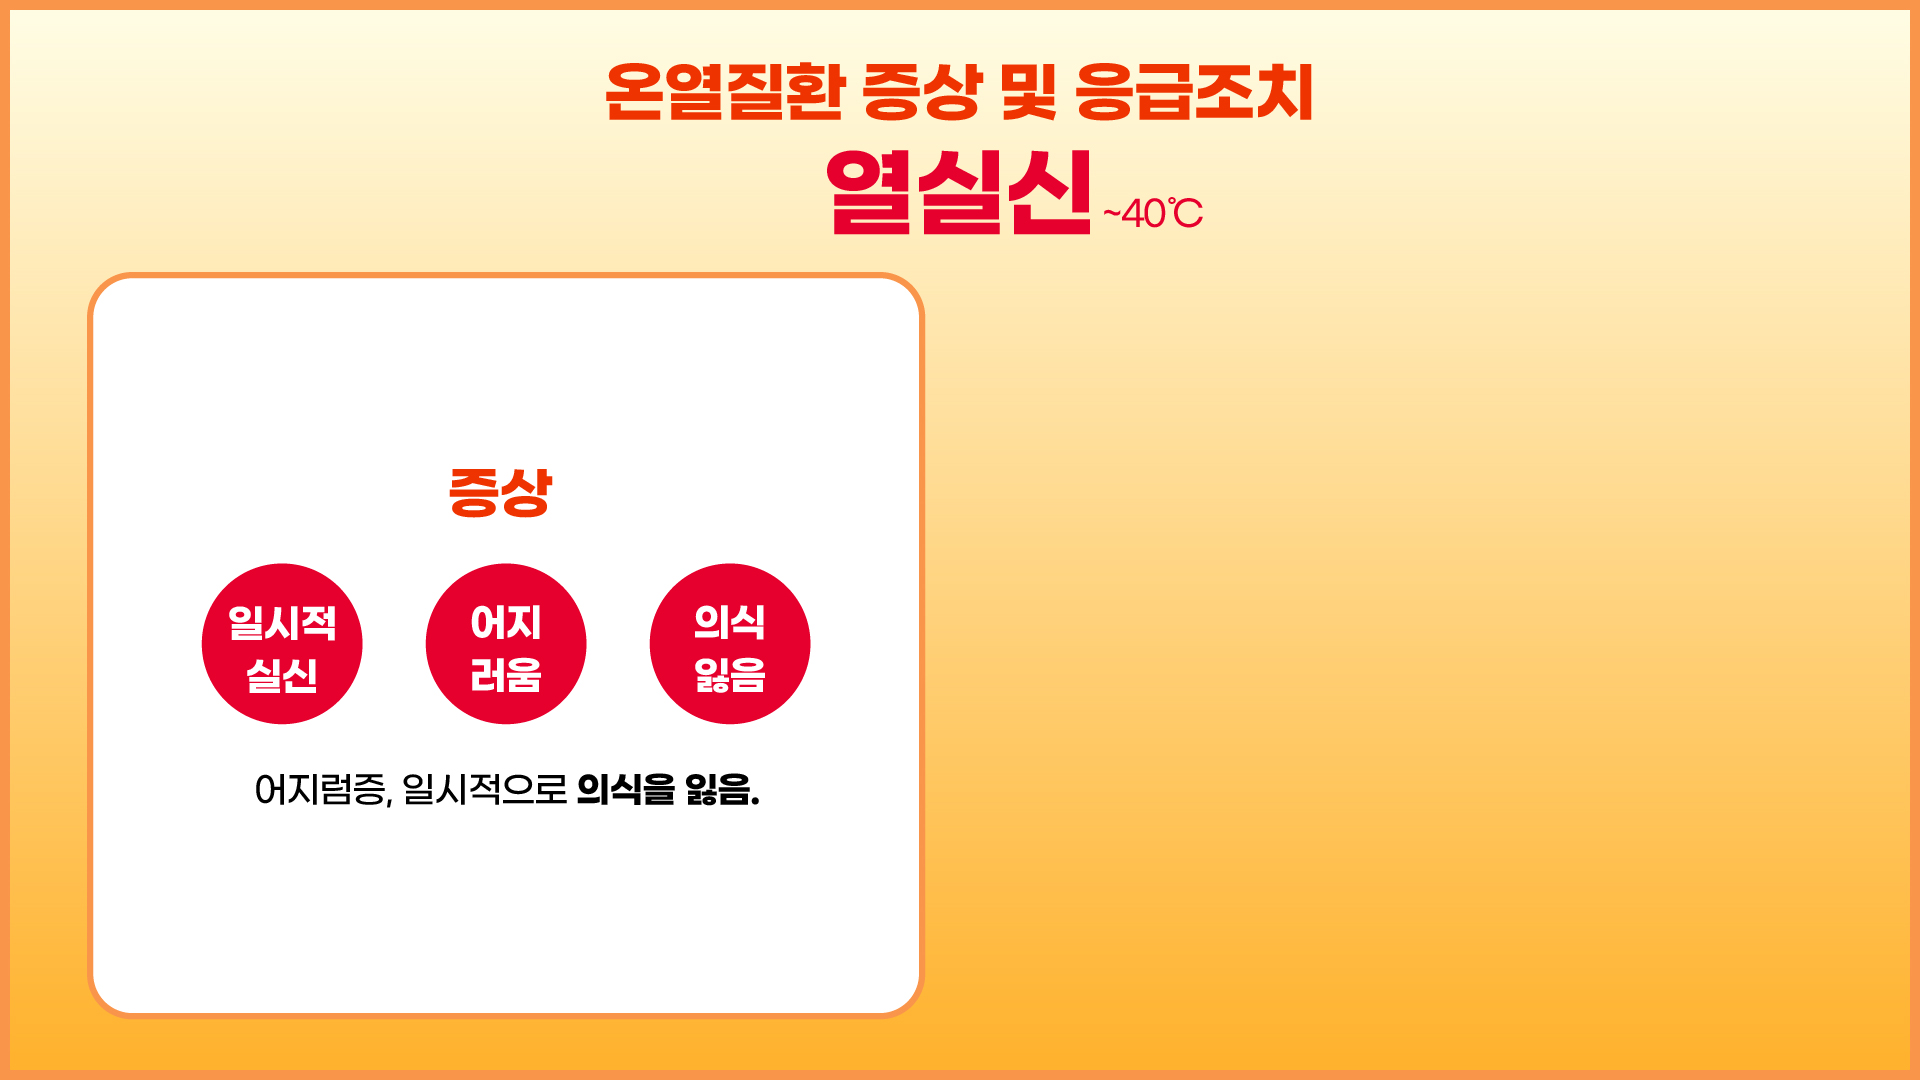 온열질환 증상 및 응급조치
열실신 ~40℃
증상
일시적
실신
어지
러움
의식
잃음
어지럼증, 일시적으로 의식을 잃음.